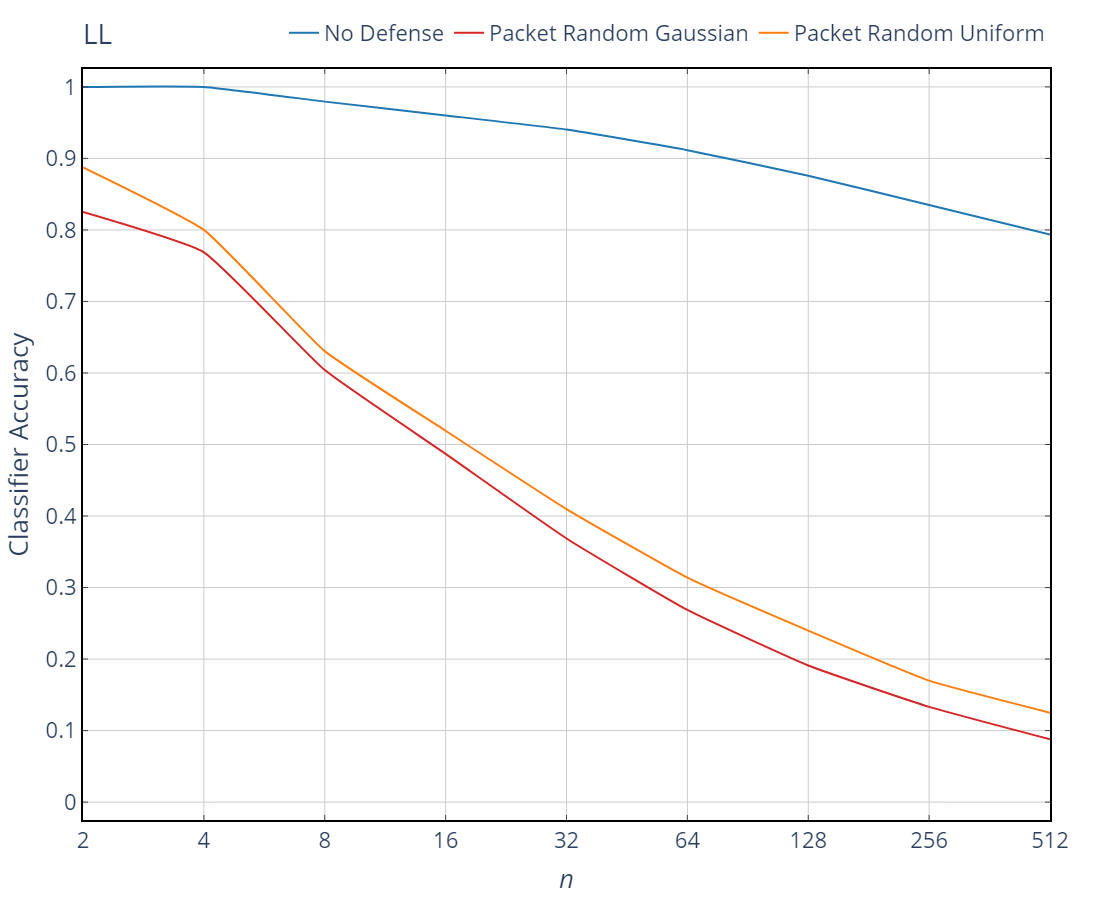 LL
No Defense Packet Random Gaussian Packet Random Uniform
1
0.9
0.8
0.7
0.6
0.5
0.4
0.3
0.2
0.1
0
Classifier Accuracy
2 4 8 16 32 64 128 256 512
n